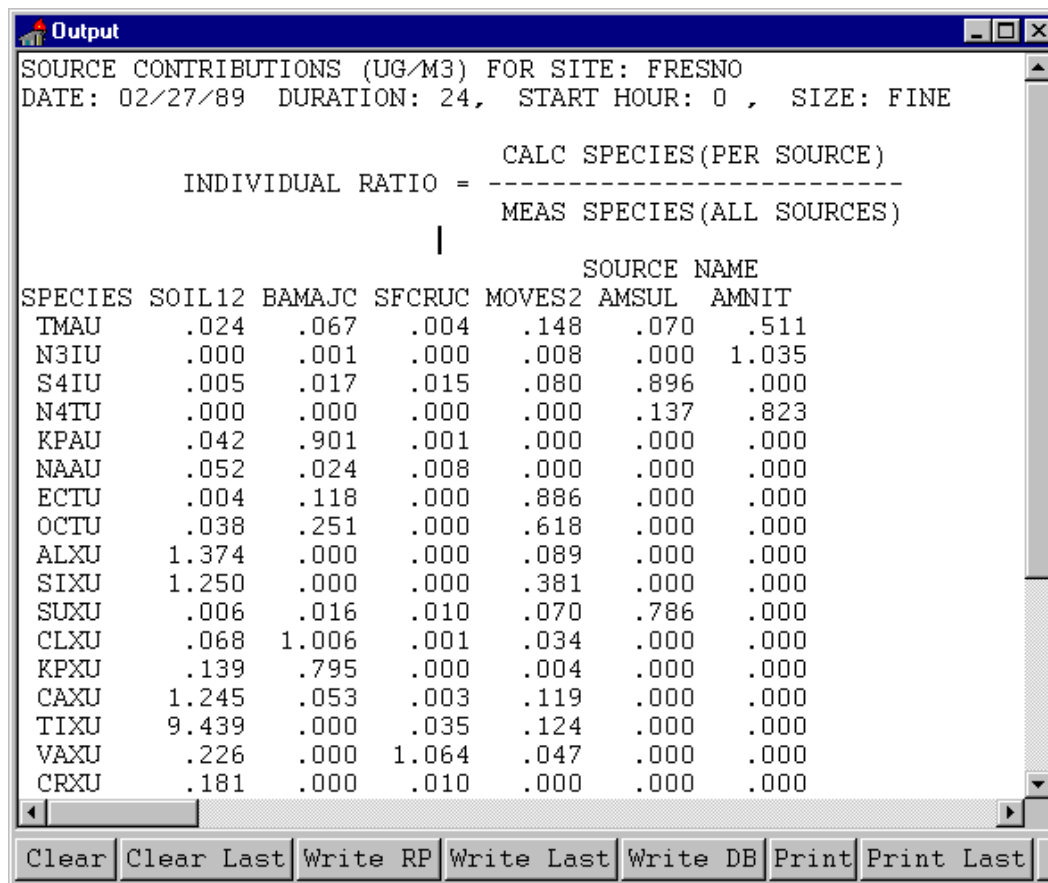 Output
SOURCE CONTRIBUTIONS (UG/M3) FOR SITE: FRESNO
DATE: 02/27/89 DURATION: 24, START HOUR: 0 , SIZE: FINE
CALC SPECIES(PER SOURCE)
INDIVIDUAL RATIO = --------------------------
MEAS SPECIES(ALL SOURCES)
SOURCE NAME
SPECIES SOIL12 BAMAJC SFCRUC MOVES2 AMSUL AMNIT
TMAU .024 .067 .004 .148 .070 .511
N3IU .000 .001 .000 .008 .000 1.035
S4IU .005 .017 .015 .080 .896 .000
N4TU .000 .000 .000 .000 .137 .823
KPAU .042 .901 .001 .000 .000 .000
NAAU .052 .024 .008 .000 .000 .000
ECTU .004 .118 .000 .886 .000 .000
OCTU .038 .251 .000 .618 .000 .000
ALXU 1.374 .000 .000 .089 .000 .000
SIXU 1.250 .000 .000 .381 .000 .000
SUXU .006 .016 .010 .070 .786 .000
CLXU .068 1.006 .001 .034 .000 .000
KPXU .139 .795 .000 .004 .000 .000
CAXU 1.245 .053 .003 .119 .000 .000
TIXU 9.439 .000 .035 .124 .000 .000
VAXU .226 .000 1.064 .047 .000 .000
CRXU .181 .000 .010 .000 .000 .000
Clear Clear Last Write RP Write Last Write DB Print Print Last